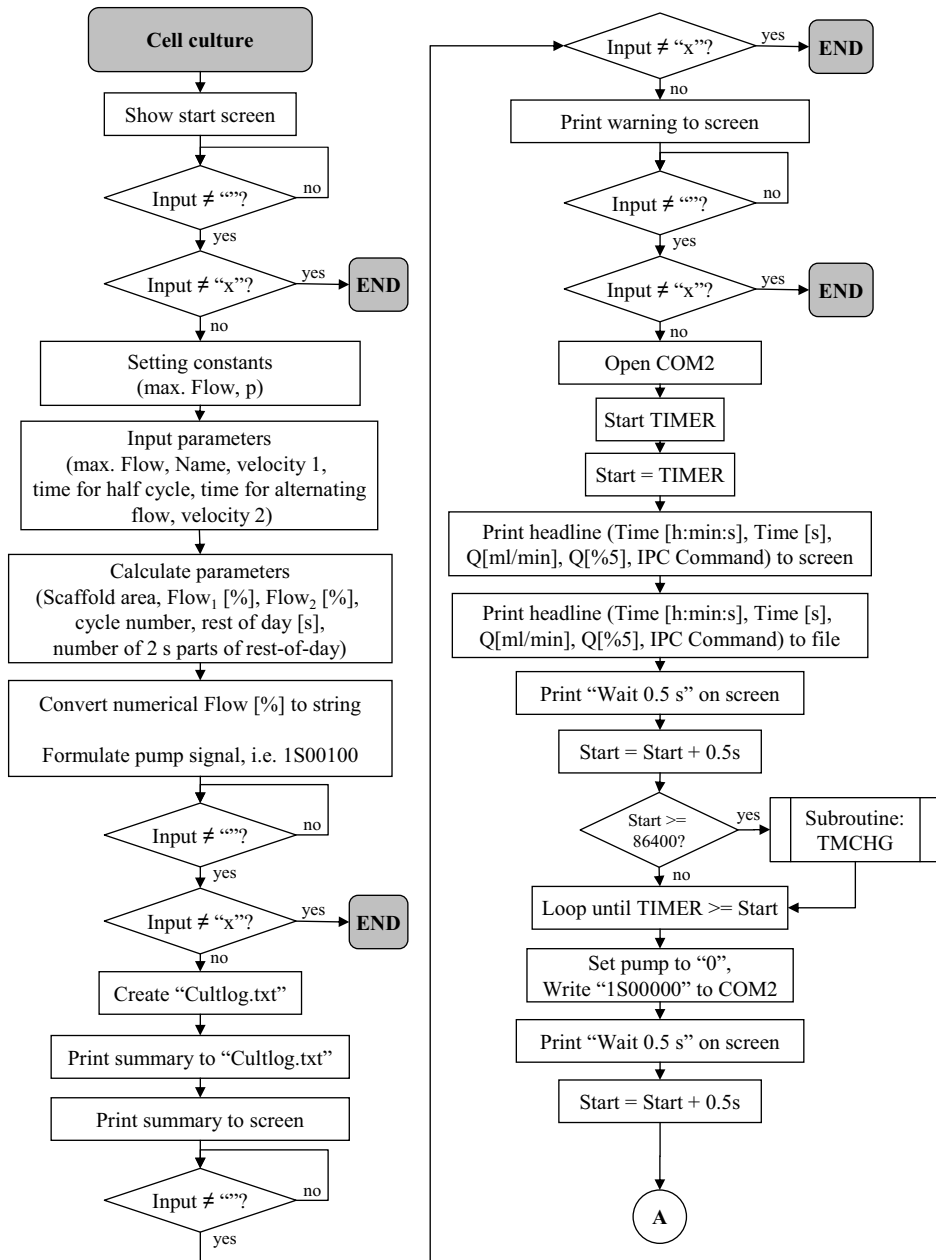 Cell culture
Show start screen
Input ≠ “”?
no
yes
Input ≠ “x”?
yes
END
no
Setting constants
(max. Flow, p)
Input parameters
(max. Flow, Name, velocity 1,
time for half cycle, time for alternating
flow, velocity 2)
Calculate parameters
(Scaffold area, Flow₁ [%], Flow₂ [%],
cycle number, rest of day [s],
number of 2 s parts of rest-of-day)
Convert numerical Flow [%] to string
Formulate pump signal, i.e. 1S00100
Input ≠ “”?
no
yes
Input ≠ “x”?
yes
END
no
Create “Cultlog.txt”
Print summary to “Cultlog.txt”
Print summary to screen
Input ≠ “”?
no
yes
Input ≠ “x”?
yes
END
no
Print warning to screen
Input ≠ “”?
no
yes
Input ≠ “x”?
yes
END
no
Open COM2
Start TIMER
Start = TIMER
Print headline (Time [h:min:s], Time [s],
Q[ml/min], Q[%5], IPC Command) to screen
Print headline (Time [h:min:s], Time [s],
Q[ml/min], Q[%5], IPC Command) to file
Print “Wait 0.5 s” on screen
Start = Start + 0.5s
Start >=
86400?
yes
Subroutine:
TMCHG
no
Loop until TIMER >= Start
Set pump to “0”,
Write “1S00000” to COM2
Print “Wait 0.5 s” on screen
Start = Start + 0.5s
A